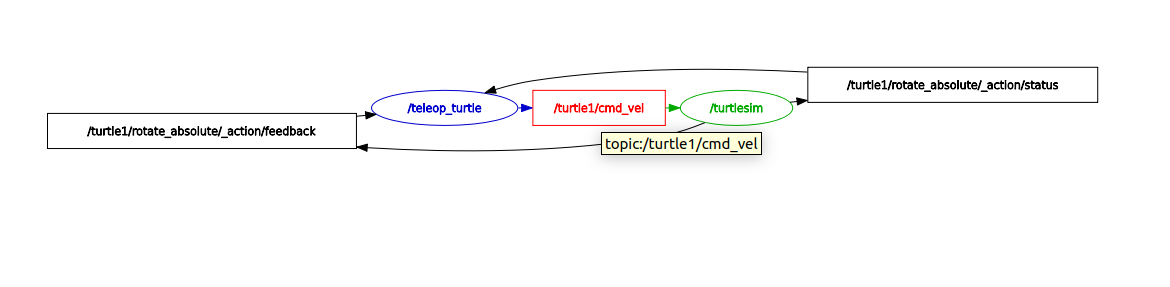 /turtle1/rotate_absolute/_action/status
/teleop_turtle
/turtle1/cmd_vel
/turtlesim
/turtle1/rotate_absolute/_action/feedback
topic:/turtle1/cmd_vel